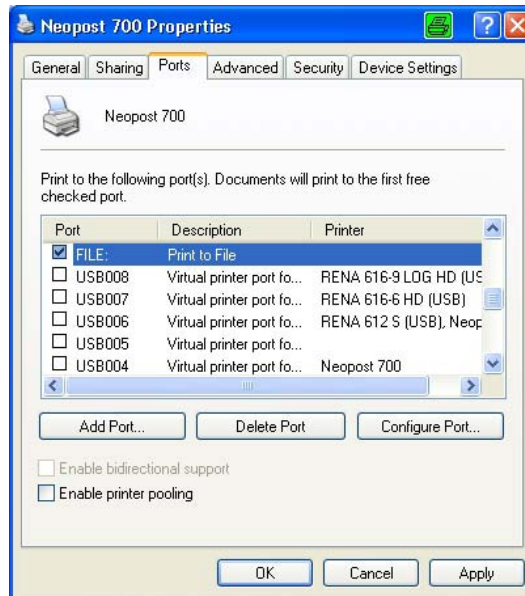 Neopost 700 Properties
General Sharing Ports Advanced Security Device Settings
Neopost 700
Print to the following port(s). Documents will print to the first free
checked port.
Port Description Printer
FILE: Print to File
USB008 Virtual printer port fo... RENA 616-9 LOG HD (US
USB007 Virtual printer port fo... RENA 616-6 HD (USB)
USB006 Virtual printer port fo... RENA 612 S (USB), Neop
USB005 Virtual printer port fo...
USB004 Virtual printer port fo... Neopost 700
Add Port... Delete Port Configure Port...
Enable bidirectional support
Enable printer pooling
OK Cancel Apply